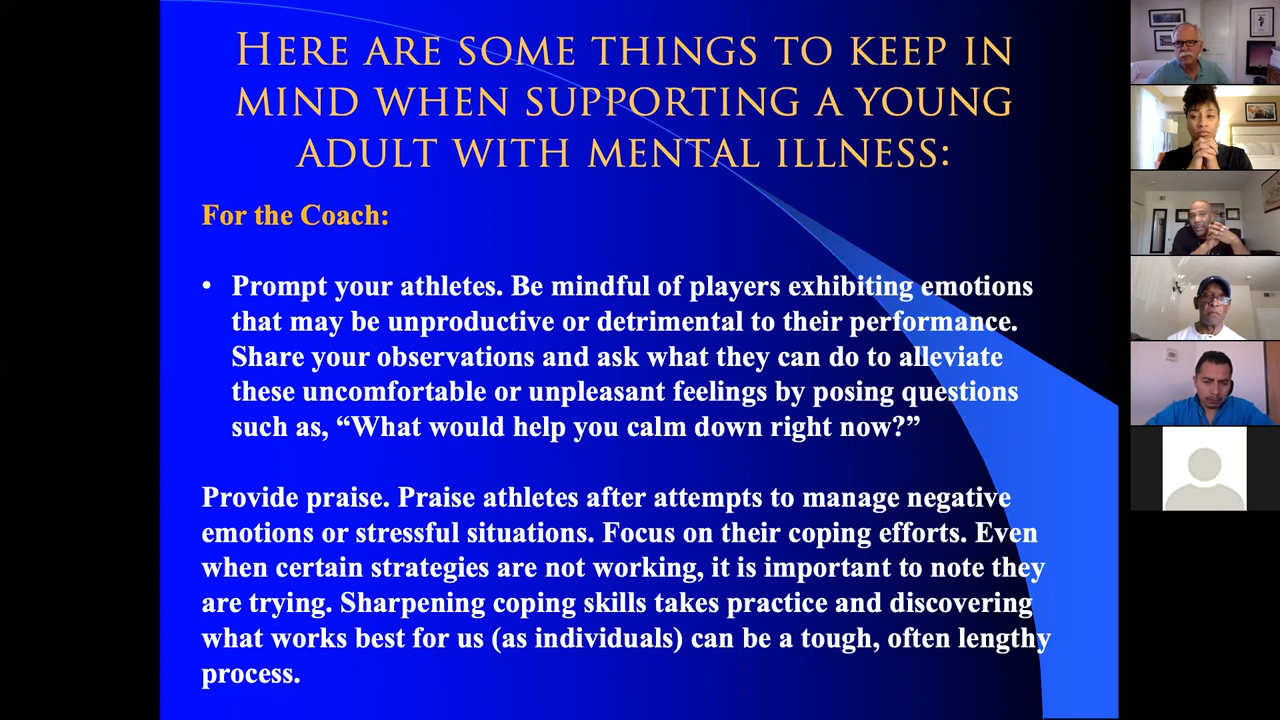 HERE ARE SOME THINGS TO KEEP IN
MIND WHEN SUPPORTING A YOUNG
ADULT WITH MENTAL ILLNESS:
For the Coach:
• Prompt your athletes. Be mindful of players exhibiting emotions
that may be unproductive or detrimental to their performance.
Share your observations and ask what they can do to alleviate
these uncomfortable or unpleasant feelings by posing questions
such as, “What would help you calm down right now?”
Provide praise. Praise athletes after attempts to manage negative
emotions or stressful situations. Focus on their coping efforts. Even
when certain strategies are not working, it is important to note they
are trying. Sharpening coping skills takes practice and discovering
what works best for us (as individuals) can be a tough, often lengthy
process.